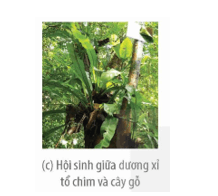 (c) Hội sinh giữa dương xỉ
tổ chim và cây gỗ